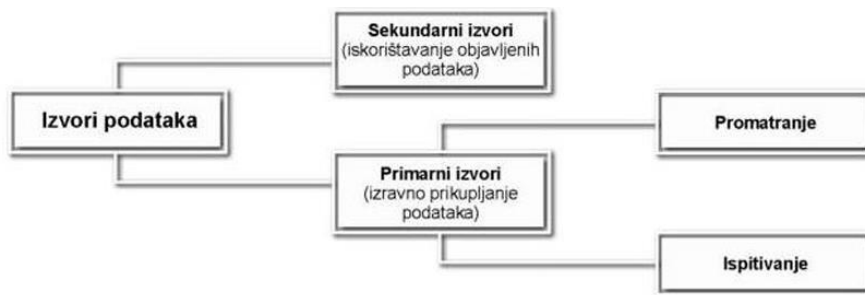 Izvori podataka
Sekundarni izvori
(iskorištavanje objavljenih
podataka)
Primarni izvori
(izravno prikupljanje
podataka)
Promatranje
Ispitivanje